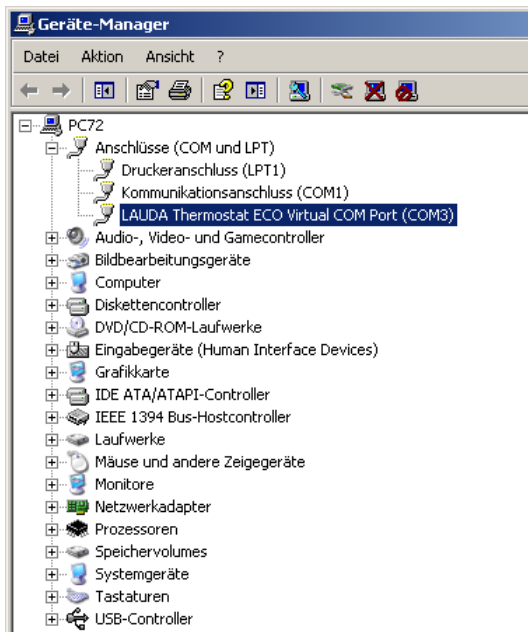 Geräte-Manager
Datei Aktion Ansicht ?
PC72
Anschlüsse (COM und LPT)
Druckeranschluss (LPT1)
Kommunikationsanschluss (COM1)
LAUDA Thermostat ECO Virtual COM Port (COM3)
Audio-, Video- und Gamecontroller
Bildbearbeitungsgeräte
Computer
Diskettencontroller
DVD/CD-ROM-Laufwerke
Eingabegeräte (Human Interface Devices)
Grafikkarte
IDE ATA/ATAPI-Controller
IEEE 1394 Bus-Hostcontroller
Laufwerke
Mäuse und andere Zeigegeräte
Monitore
Netzwerkadapter
Prozessoren
Speichervolumes
Systemgeräte
Tastaturen
USB-Controller